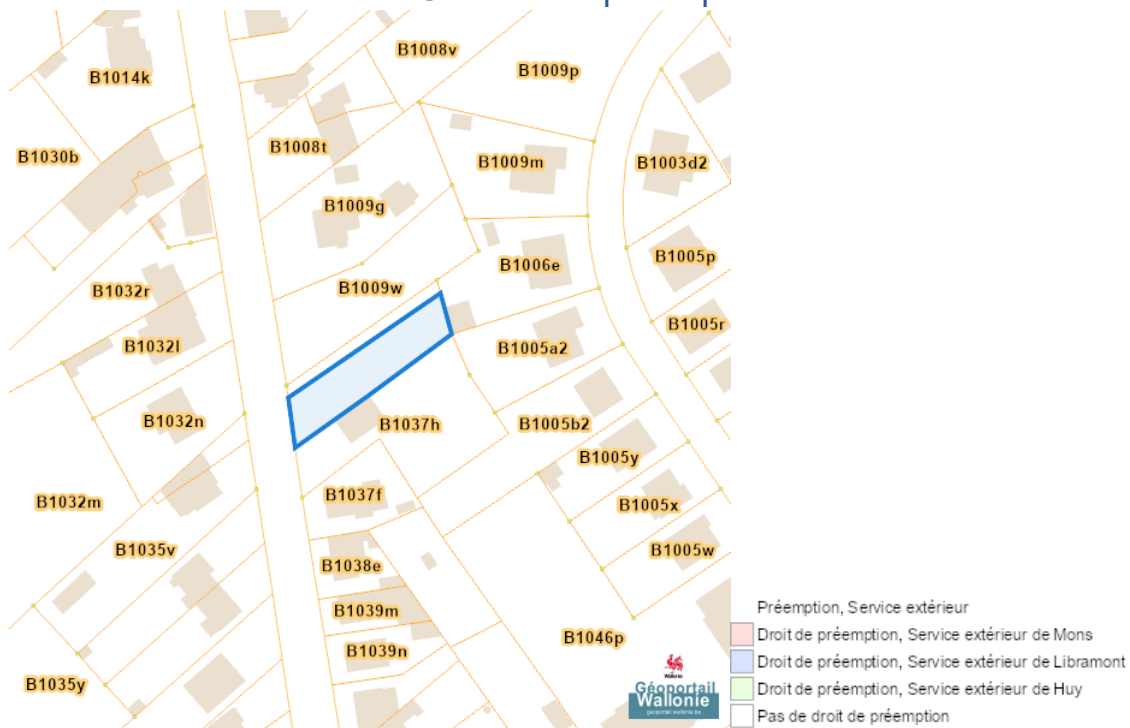 B1008v
B1014k
B1009p
B1008t
B1030b
B1009m
B1003d2
B1009g
B1005p
B1006e
B1009w
B1032r
B1005r
B1032l
B1005a2
B1032n
B1037h
B1005b2
B1005y
B1037f
B1032m
B1005x
B1035v
B1005w
B1038e
B1039m
B1046p
B1039n
B1035y
Wallonie
Géoportail
Wallonie
geoportail.wallonie.be
Préemption, Service extérieur
Droit de préemption, Service extérieur de Mons
Droit de préemption, Service extérieur de Libramont
Droit de préemption, Service extérieur de Huy
Pas de droit de préemption